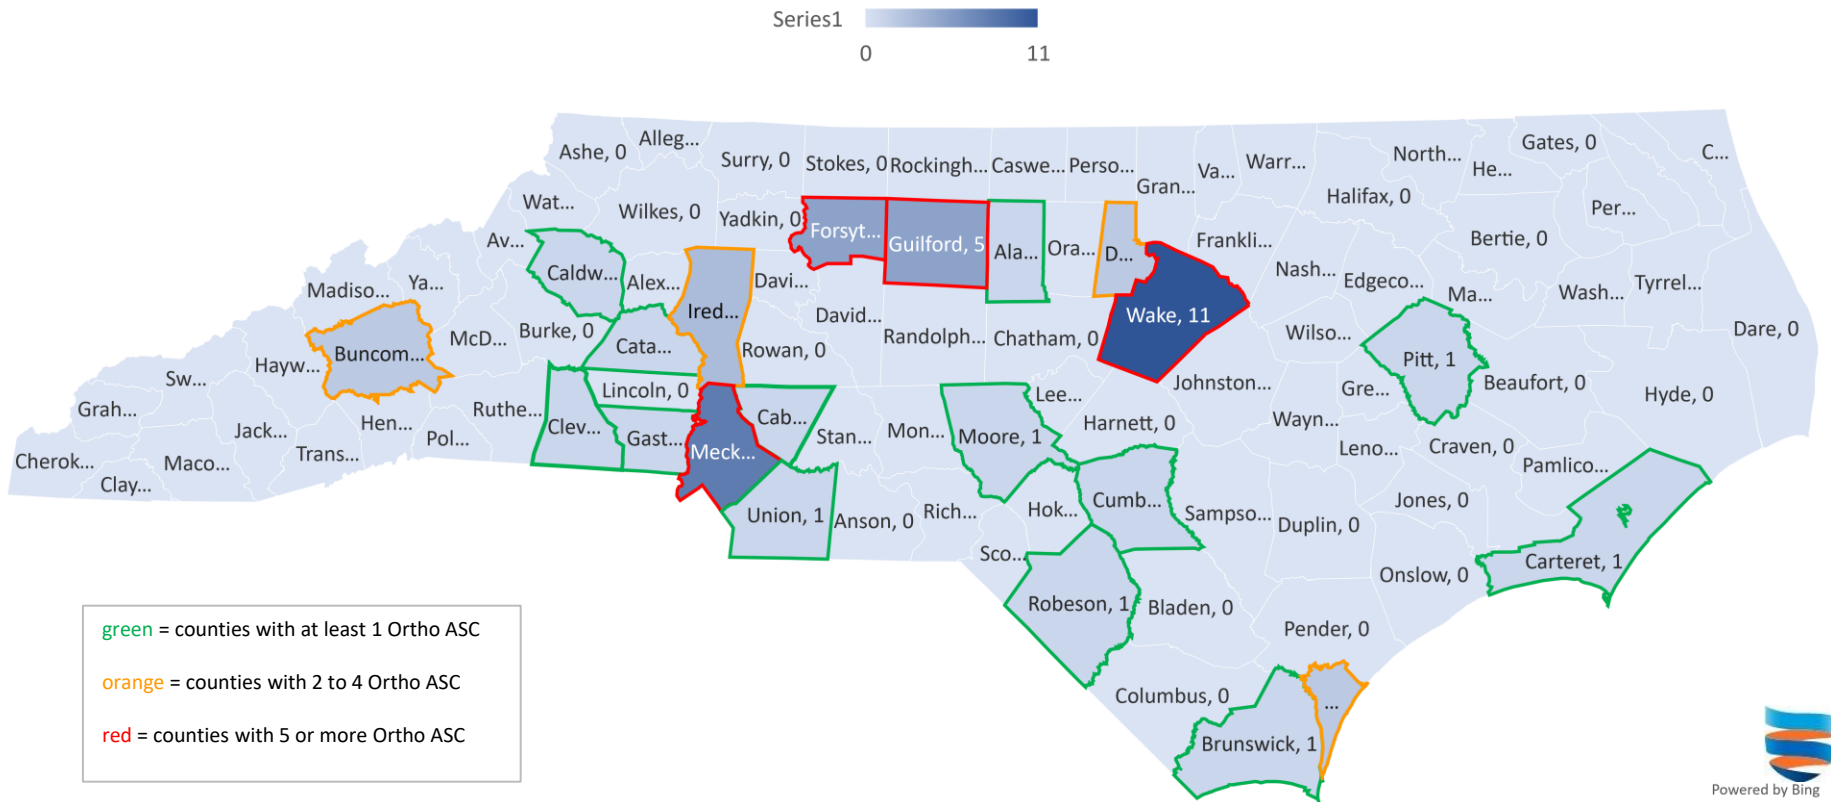 Series1
0 11
Ashe, 0
Alleg...
Surry, 0
Stokes, 0
Rockingh...
Caswe...
Perso...
Gran...
Va...
Warr...
North...
Gates, 0
He...
C...
Wat...
Wilkes, 0
Yadkin, 0
Forsyt...
Guilford, 5
Ala...
Ora...
D...
Frankli...
Halifax, 0
Per...
Bertie, 0
Av...
Caldw...
Alex...
Ired...
Davi...
Nash...
Edgeco...
Ma...
Wash...
Tyrrel...
Madiso...
Ya...
McD...
Burke, 0
Cata...
Rowan, 0
David...
Randolph...
Chatham, 0
Wake, 11
Wilso...
Pitt, 1
Dare, 0
Buncom...
Hayw...
Sw...
Lincoln, 0
Johnston...
Gre...
Beaufort, 0
Hyde, 0
Grah...
Jack...
Hen...
Pol...
Ruthe...
Clev...
Gast...
Meck...
Cab...
Stan...
Mon...
Moore, 1
Lee...
Harnett, 0
Wayn...
Leno...
Craven, 0
Pamlico...
Cherok...
Clay...
Maco...
Trans...
Union, 1
Anson, 0
Rich...
Hok...
Cumb...
Sampso...
Duplin, 0
Jones, 0
Sco...
Onslow, 0
Carteret, 1
Robeson, 1
Bladen, 0
Pender, 0
Columbus, 0
...
Brunswick, 1
green = counties with at least 1 Ortho ASC
orange = counties with 2 to 4 Ortho ASC
red = counties with 5 or more Ortho ASC
Powered by Bing